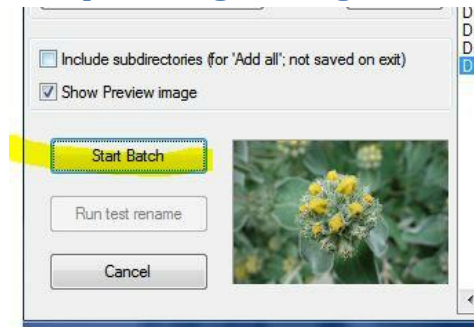 Include subdirectories (for 'Add all'; not saved on exit)
Show Preview image
Start Batch
Run test rename
Cancel
D
D
D
D